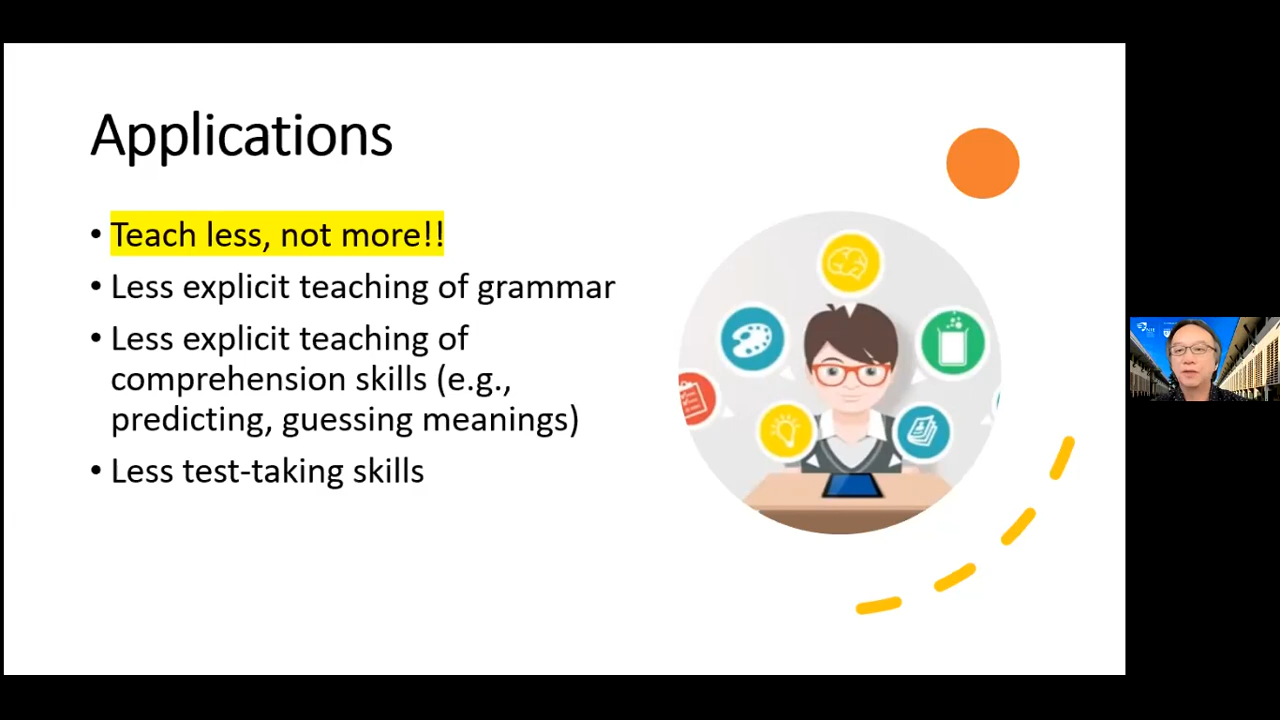 Applications
• Teach less, not more!!
• Less explicit teaching of grammar
• Less explicit teaching of
comprehension skills (e.g.,
predicting, guessing meanings)
• Less test-taking skills